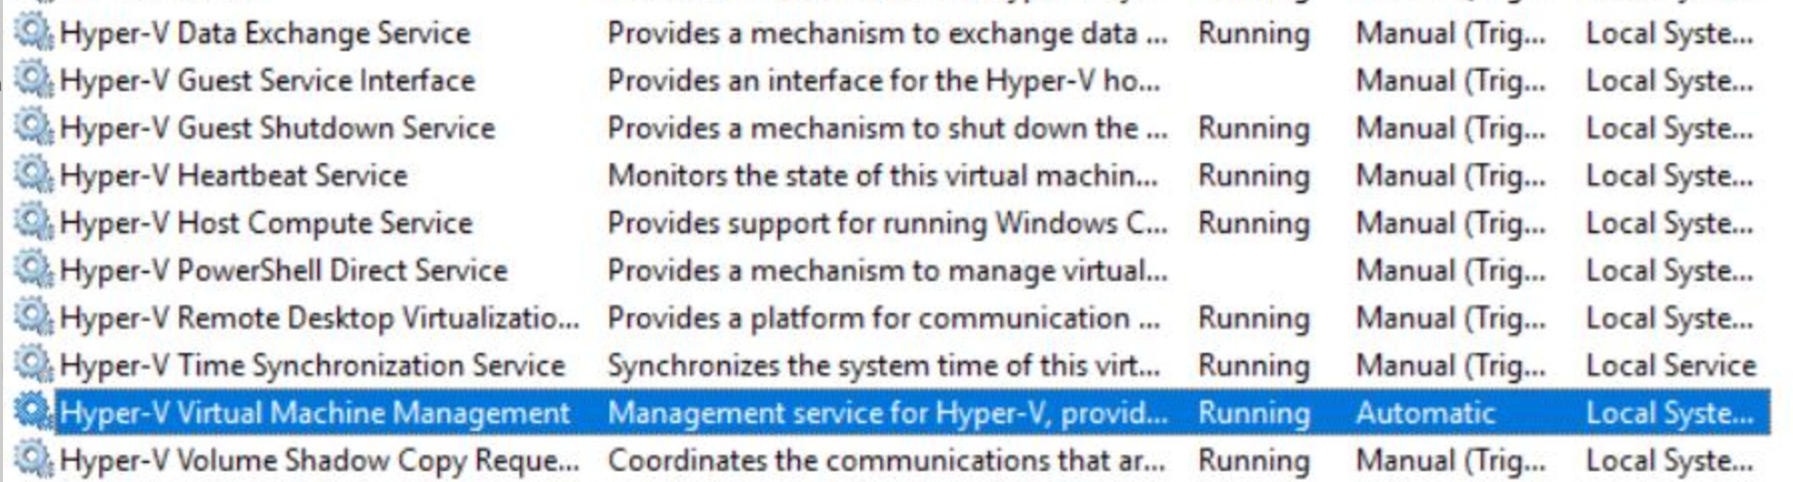 Hyper-V Data Exchange Service Provides a mechanism to exchange data ... Running Manual (Trig... Local Syste...
Hyper-V Guest Service Interface Provides an interface for the Hyper-V ho... Manual (Trig... Local Syste...
Hyper-V Guest Shutdown Service Provides a mechanism to shut down the ... Running Manual (Trig... Local Syste...
Hyper-V Heartbeat Service Monitors the state of this virtual machin... Running Manual (Trig... Local Syste...
Hyper-V Host Compute Service Provides support for running Windows C... Running Manual (Trig... Local Syste...
Hyper-V PowerShell Direct Service Provides a mechanism to manage virtual... Manual (Trig... Local Syste...
Hyper-V Remote Desktop Virtualizatio... Provides a platform for communication ... Running Manual (Trig... Local Syste...
Hyper-V Time Synchronization Service Synchronizes the system time of this virt... Running Manual (Trig... Local Service
Hyper-V Virtual Machine Management Management service for Hyper-V, provid... Running Automatic Local Syste...
Hyper-V Volume Shadow Copy Reque... Coordinates the communications that ar... Running Manual (Trig... Local Syste...